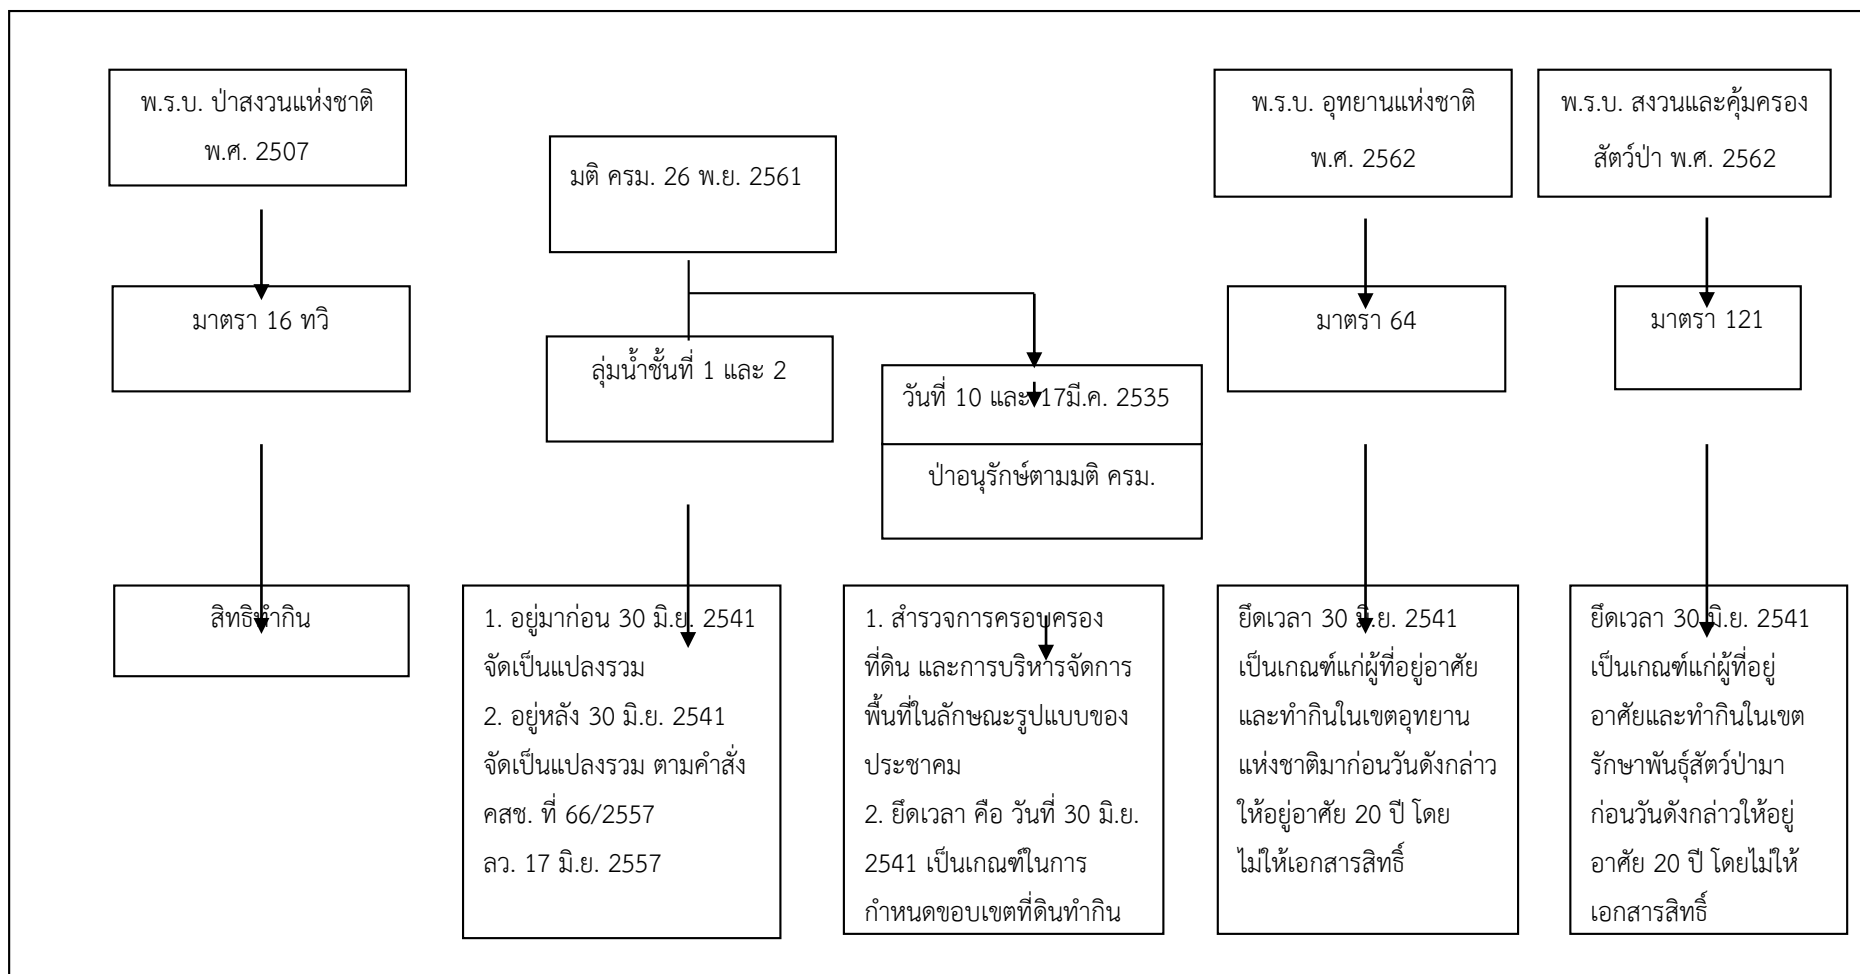 พ.ร.บ. ป่าสงวนแห่งชาติ
พ.ศ. 2507
มาตรา 16 ทวิ
สิทธิทำกิน
มติ ครม. 26 พ.ย. 2561
ลุ่มน้ำชั้นที่ 1 และ 2
1. อยู่มาก่อน 30 มิ.ย. 2541
จัดเป็นแปลงรวม
2. อยู่หลัง 30 มิ.ย. 2541
จัดเป็นแปลงรวม ตามคำสั่ง
คสช. ที่ 66/2557
ลว. 17 มิ.ย. 2557
วันที่ 10 และ 17มี.ค. 2535
ป่าอนุรักษ์ตามมติ ครม.
1. สำรวจการครอบครอง
ที่ดิน และการบริหารจัดการ
พื้นที่ในลักษณะรูปแบบของ
ประชาคม
2. ยึดเวลา คือ วันที่ 30 มิ.ย.
2541 เป็นเกณฑ์ในการ
กำหนดขอบเขตที่ดินทำกิน
พ.ร.บ. อุทยานแห่งชาติ
พ.ศ. 2562
มาตรา 64
ยึดเวลา 30 มิ.ย. 2541
เป็นเกณฑ์แก่ผู้ที่อยู่อาศัย
และทำกินในเขตอุทยาน
แห่งชาติมาก่อนวันดังกล่าว
ให้อยู่อาศัย 20 ปี โดย
ไม่ให้เอกสารสิทธิ์
พ.ร.บ. สงวนและคุ้มครอง
สัตว์ป่า พ.ศ. 2562
มาตรา 121
ยึดเวลา 30 มิ.ย. 2541
เป็นเกณฑ์แก่ผู้ที่อยู่
อาศัยและทำกินในเขต
รักษาพันธุ์สัตว์ป่ามา
ก่อนวันดังกล่าวให้อยู่
อาศัย 20 ปี โดยไม่ให้
เอกสารสิทธิ์